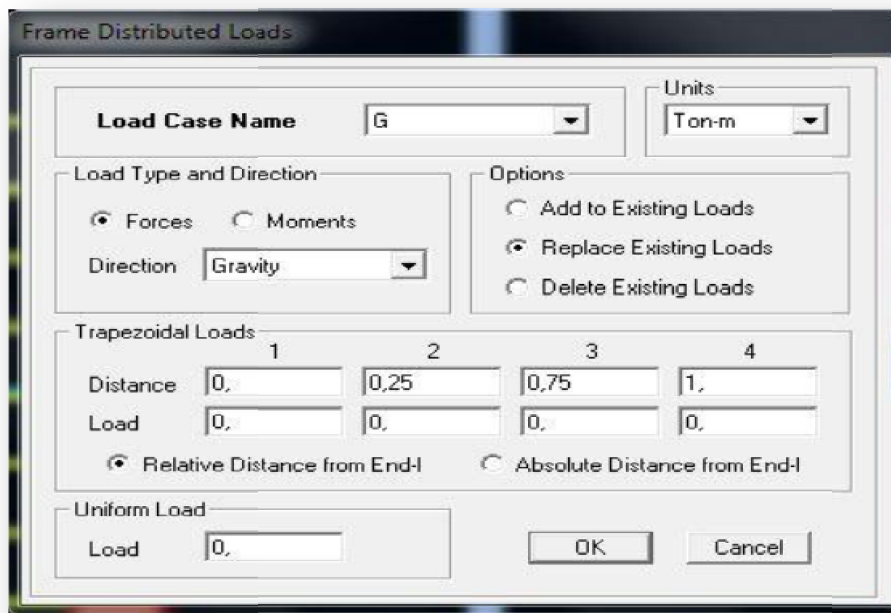 Frame Distributed Loads
Units
Load Case Name G Ton-m
Load Type and Direction
Forces Moments
Direction Gravity
Options
Add to Existing Loads
Replace Existing Loads
Delete Existing Loads
Trapezoidal Loads
1 2 3 4
Distance 0, 0,25 0,75 1,
Load 0, 0, 0, 0,
Relative Distance from End-I Absolute Distance from End-I
Uniform Load
Load 0,
OK Cancel